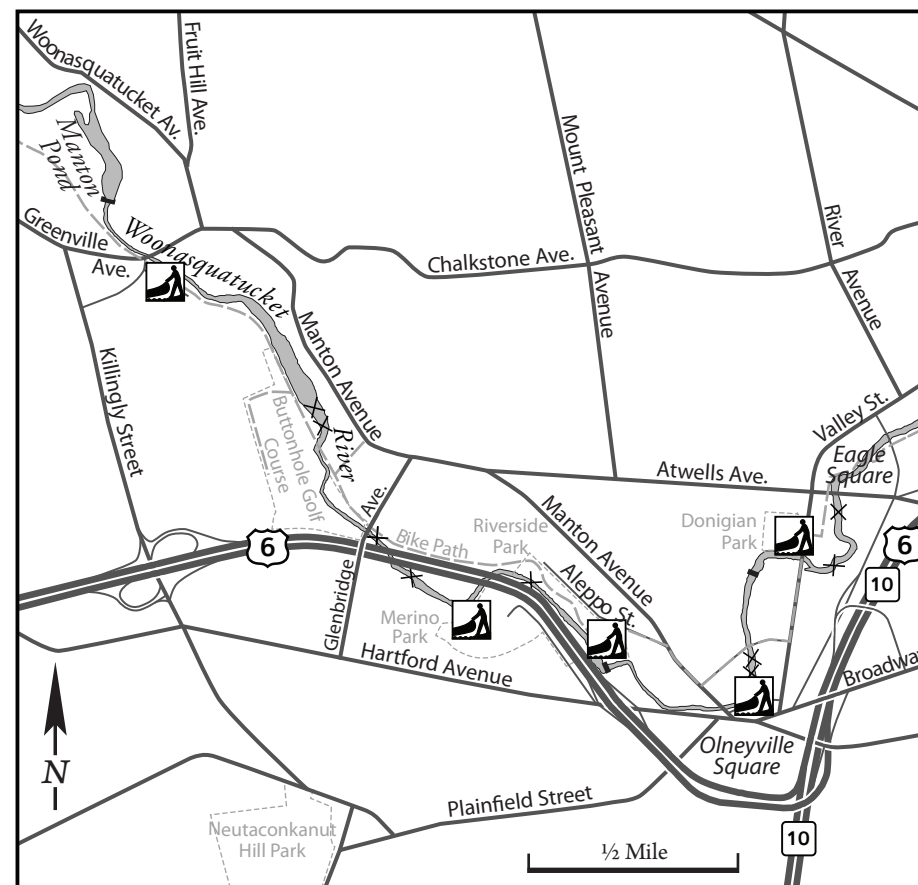 Woonasquatucket Av.
Fruit Hill Ave.
Manton
Pond
Greenville
Ave.
Woonasquatucket
River
Mount Pleasant
Avenue
River
Avenue
Chalkstone Ave.
Killingly Street
Manton Avenue
Buttonhole Golf
Course
Valley St.
Eagle
Square
Atwells Ave.
Glenbridge Ave.
6
Bike Path
Riverside
Park
Manton Avenue
Aleppo St.
Donigian
Park
6
10
Merino
Park
Hartford Avenue
Broadway
Olneyville
Square
N
Plainfield Street
Neutaconkanut
Hill Park
10
½ Mile